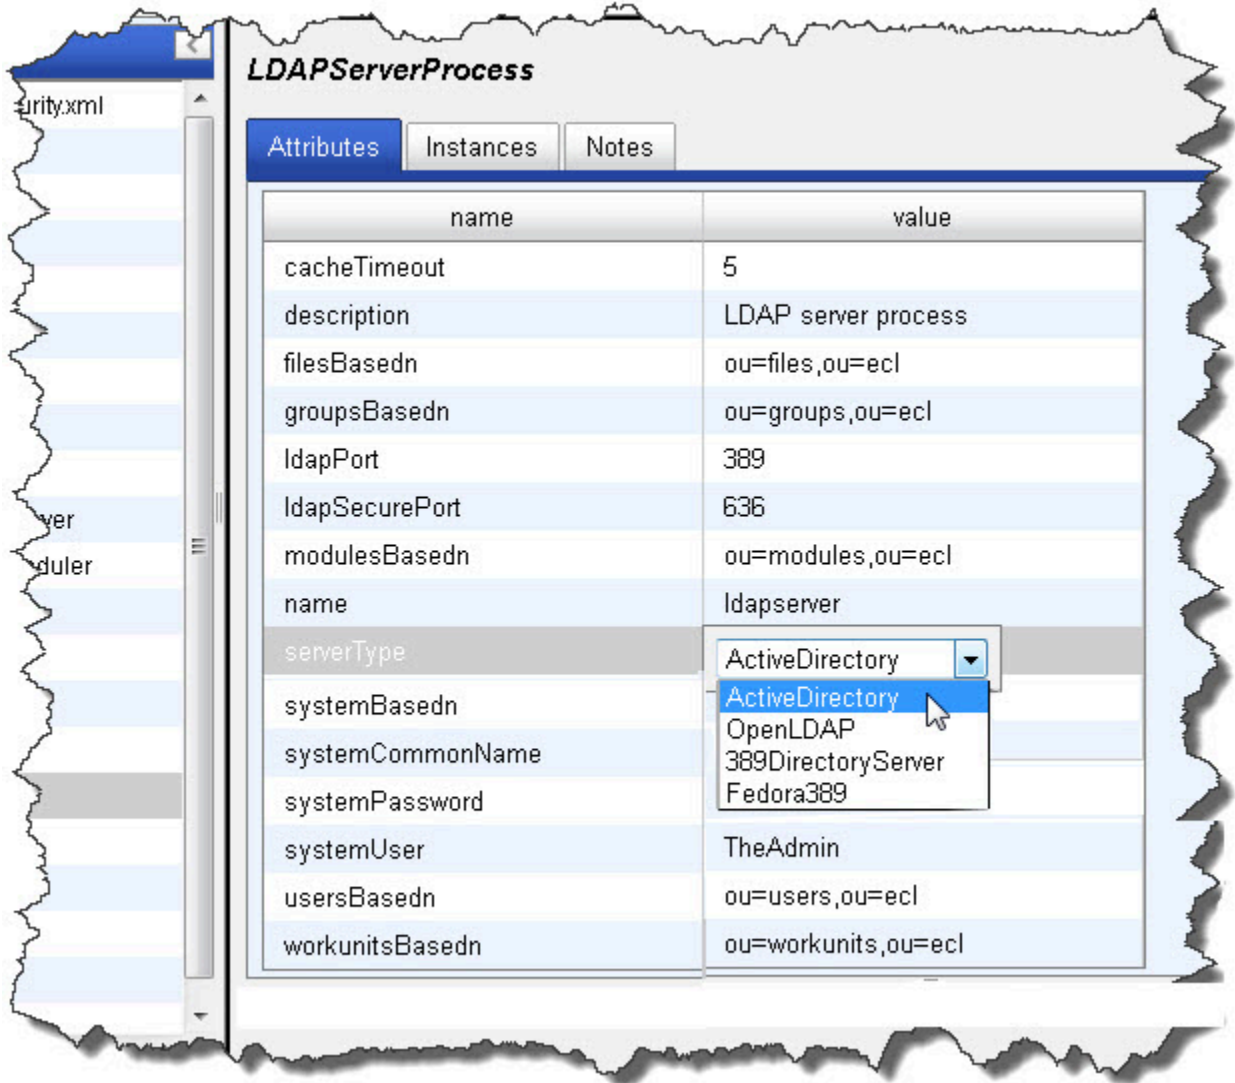 LDAPServerProcess
urity.xml
Attributes Instances Notes
name value
cacheTimeout 5
description LDAP server process
filesBasedn ou=files,ou=ecl
groupsBasedn ou=groups,ou=ecl
ldapPort 389
ldapSecurePort 636
ver
modulesBasedn ou=modules,ou=ecl
duler
name ldapserver
serverType ActiveDirectory
ActiveDirectory
systemBasedn
OpenLDAP
systemCommonName
389DirectoryServer
Fedora389
systemPassword
systemUser TheAdmin
usersBasedn ou=users,ou=ecl
workunitsBasedn ou=workunits,ou=ecl